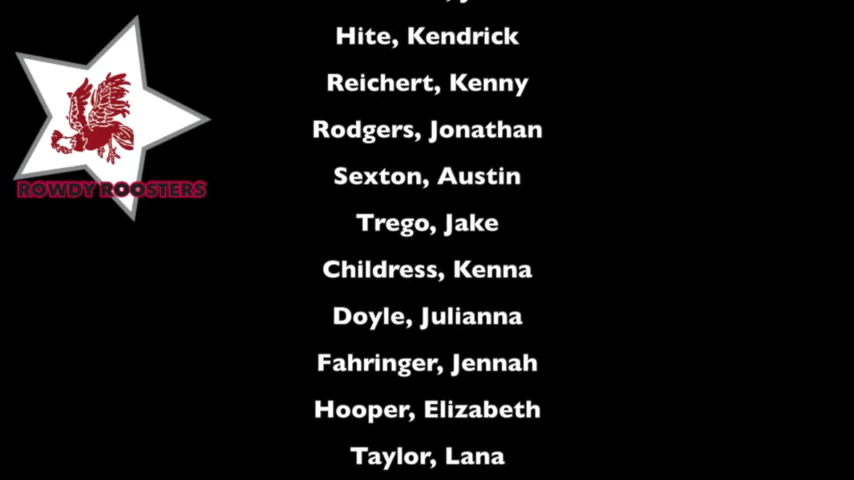 Hite, Kendrick
Reichert, Kenny
Rodgers, Jonathan
Sexton, Austin
Trego, Jake
Childress, Kenna
Doyle, Julianna
Fahringer, Jennah
Hooper, Elizabeth
Taylor, Lana
ROWDY ROOSTERS